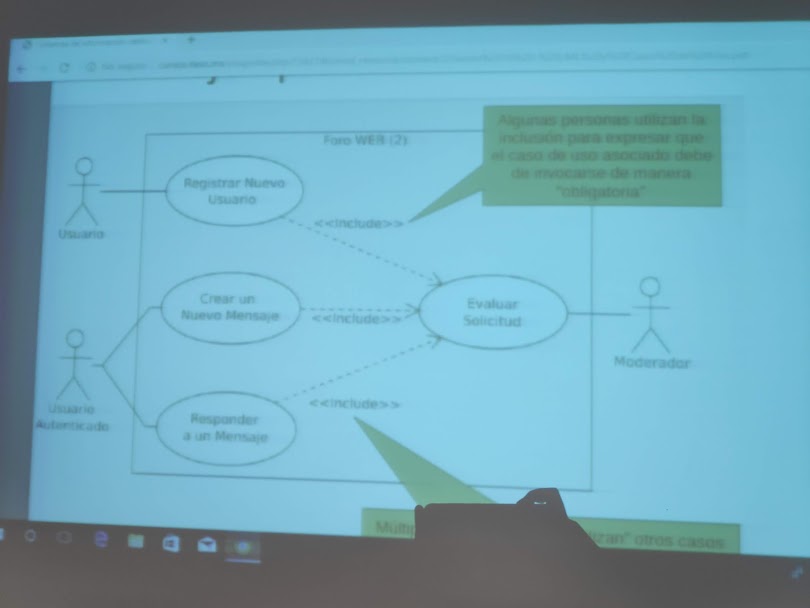 Foro WEB (2)
Algunas personas utilizan la
inclusión para expresar que
el caso de uso asociado debe
de invocarse de manera
"obligatoria"
Registrar Nuevo
Usuario
Usuario
<<Include>>
Crear un
Nuevo Mensaje
<<Include>>
Evaluar
Solicitud
Moderador
Usuario
Autenticado
<<Include>>
Responder
a un Mensaje
otros casos